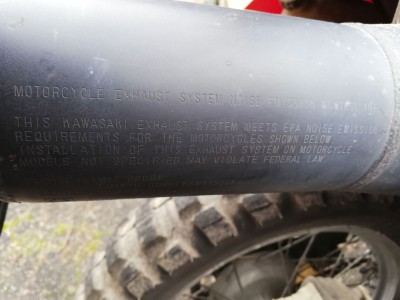 MOTORCYCLE EXHAUST SYSTEM NOISE
THIS KAWASAKI EXHAUST SYSTEM MEETS EPA NOISE EMISSION
REQUIREMENTS FOR THE MOTORCYCLES SHOWN BELOW
INSTALLATION OF THIS EXHAUST SYSTEM ON MOTORCYCLE
MODELS NOT SPECIFIED MAY VIOLATE FEDERAL LAW